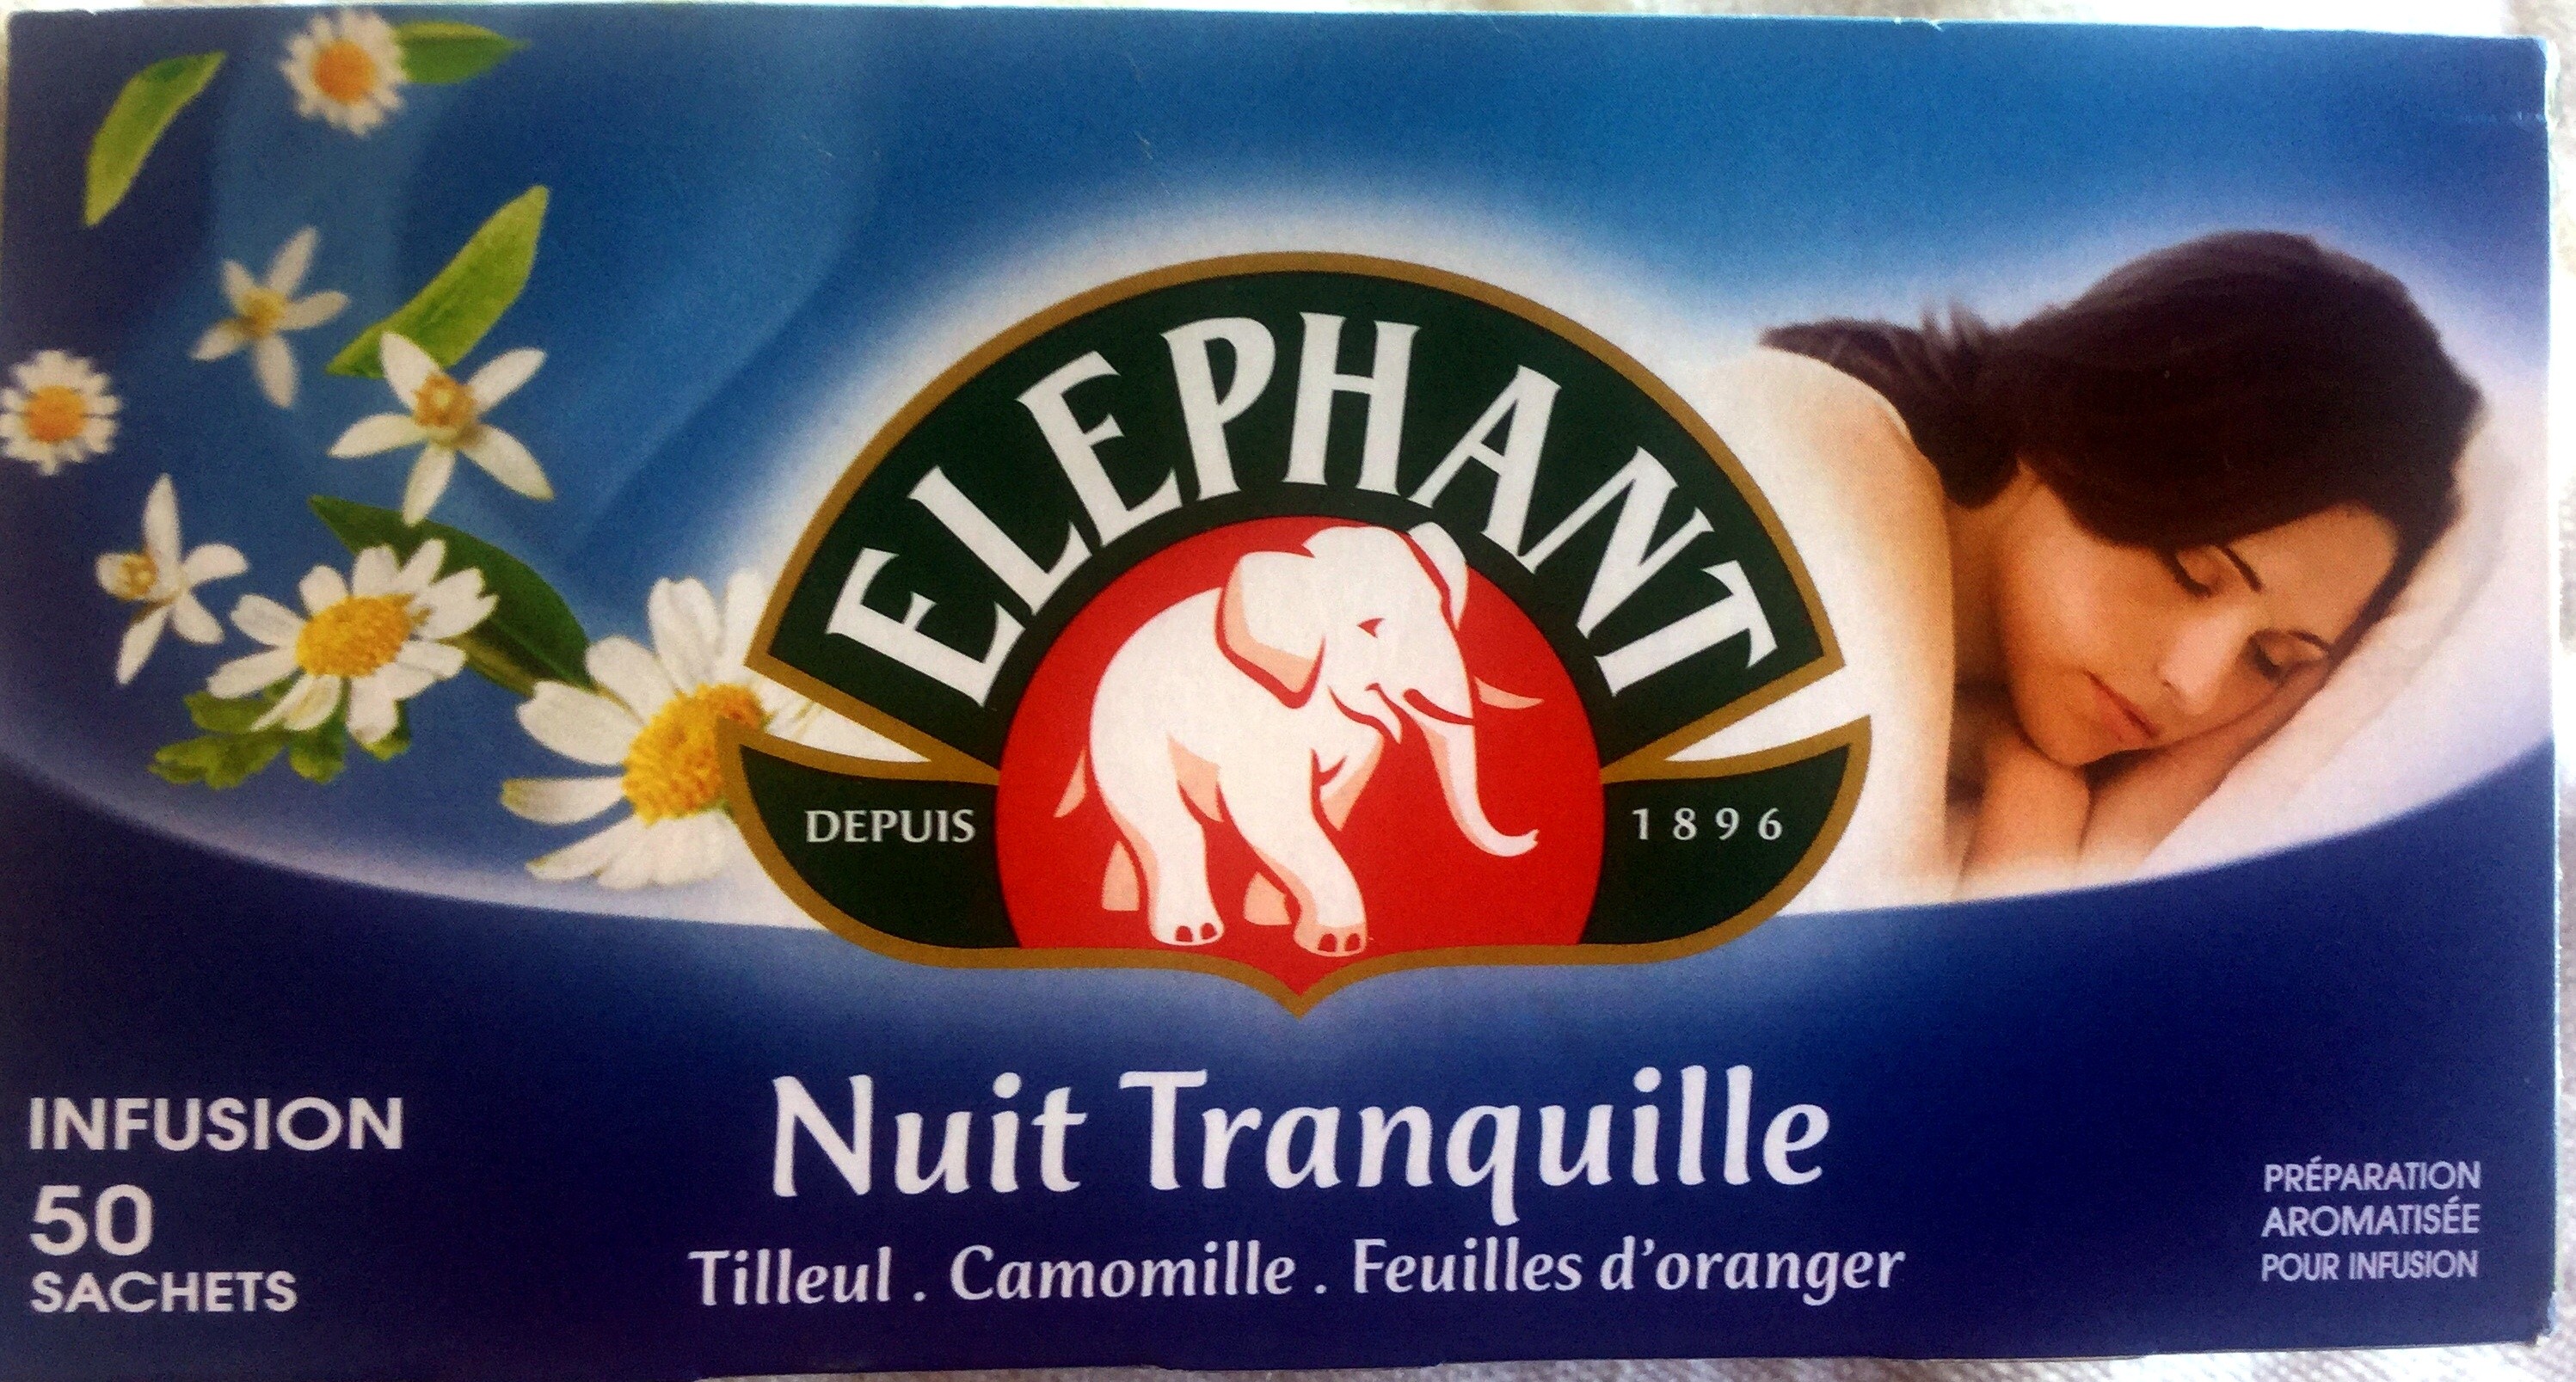 ELEPHANT
DEPUIS 1896
Nuit Tranquille
Tilleul . Camomille . Feuilles d'oranger
INFUSION
50
SACHETS
PRÉPARATION
AROMATISÉE
POUR INFUSION